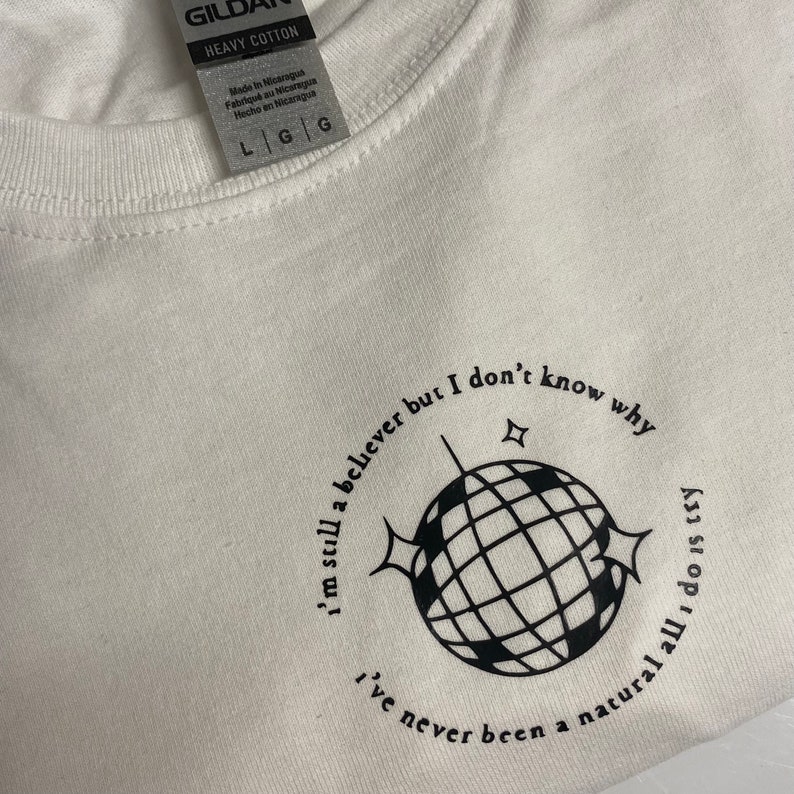 GILDAN
HEAVY COTTON
Made in Nicaragua
Fabriqué au Nicaragua
Hecho en Nicaragua
L | G | G
i'm still a believer but I don't know why
i've never been a natural all i do is try